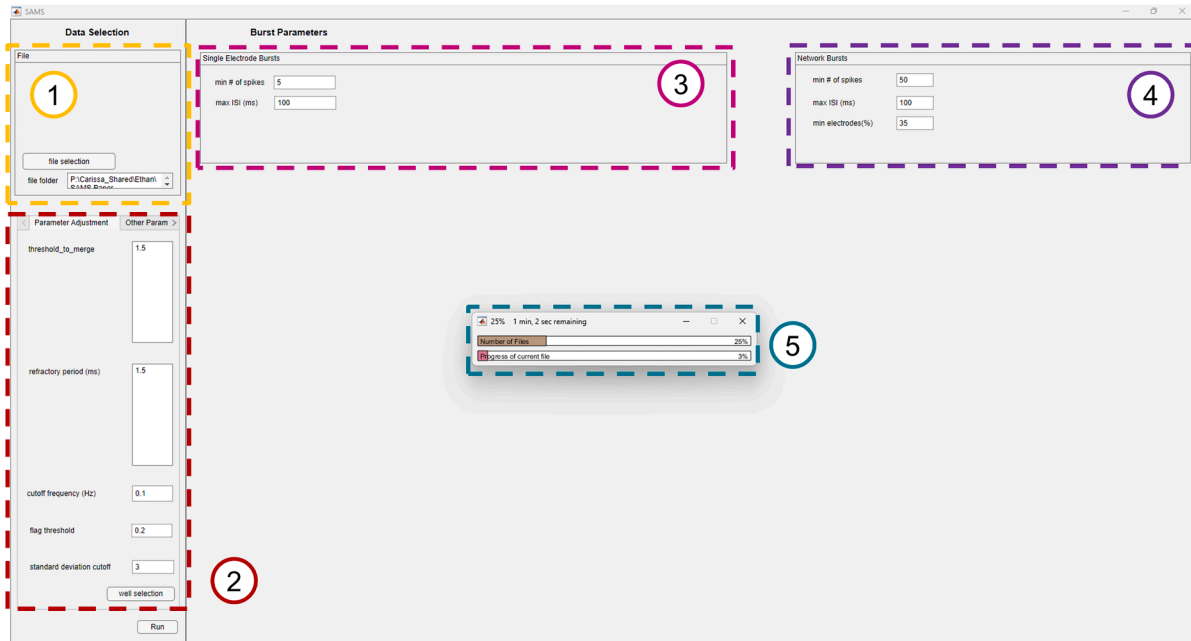 SAMS
Data Selection
Burst Parameters
File
1
file selection
file folder P:\Carissa_Shared\Ethan\
SAMS Paper
Single Electrode Bursts
min # of spikes 5
max ISI (ms) 100
3
Network Bursts
min # of spikes 50
max ISI (ms) 100
min electrodes(%) 35
4
Parameter Adjustment Other Param
threshold_to_merge 1.5
refractory period (ms) 1.5
cutoff frequency (Hz) 0.1
flag threshold 0.2
standard deviation cutoff 3
well selection
2
Run
25% 1 min, 2 sec remaining
Number of Files 25%
Progress of current file 3%
5